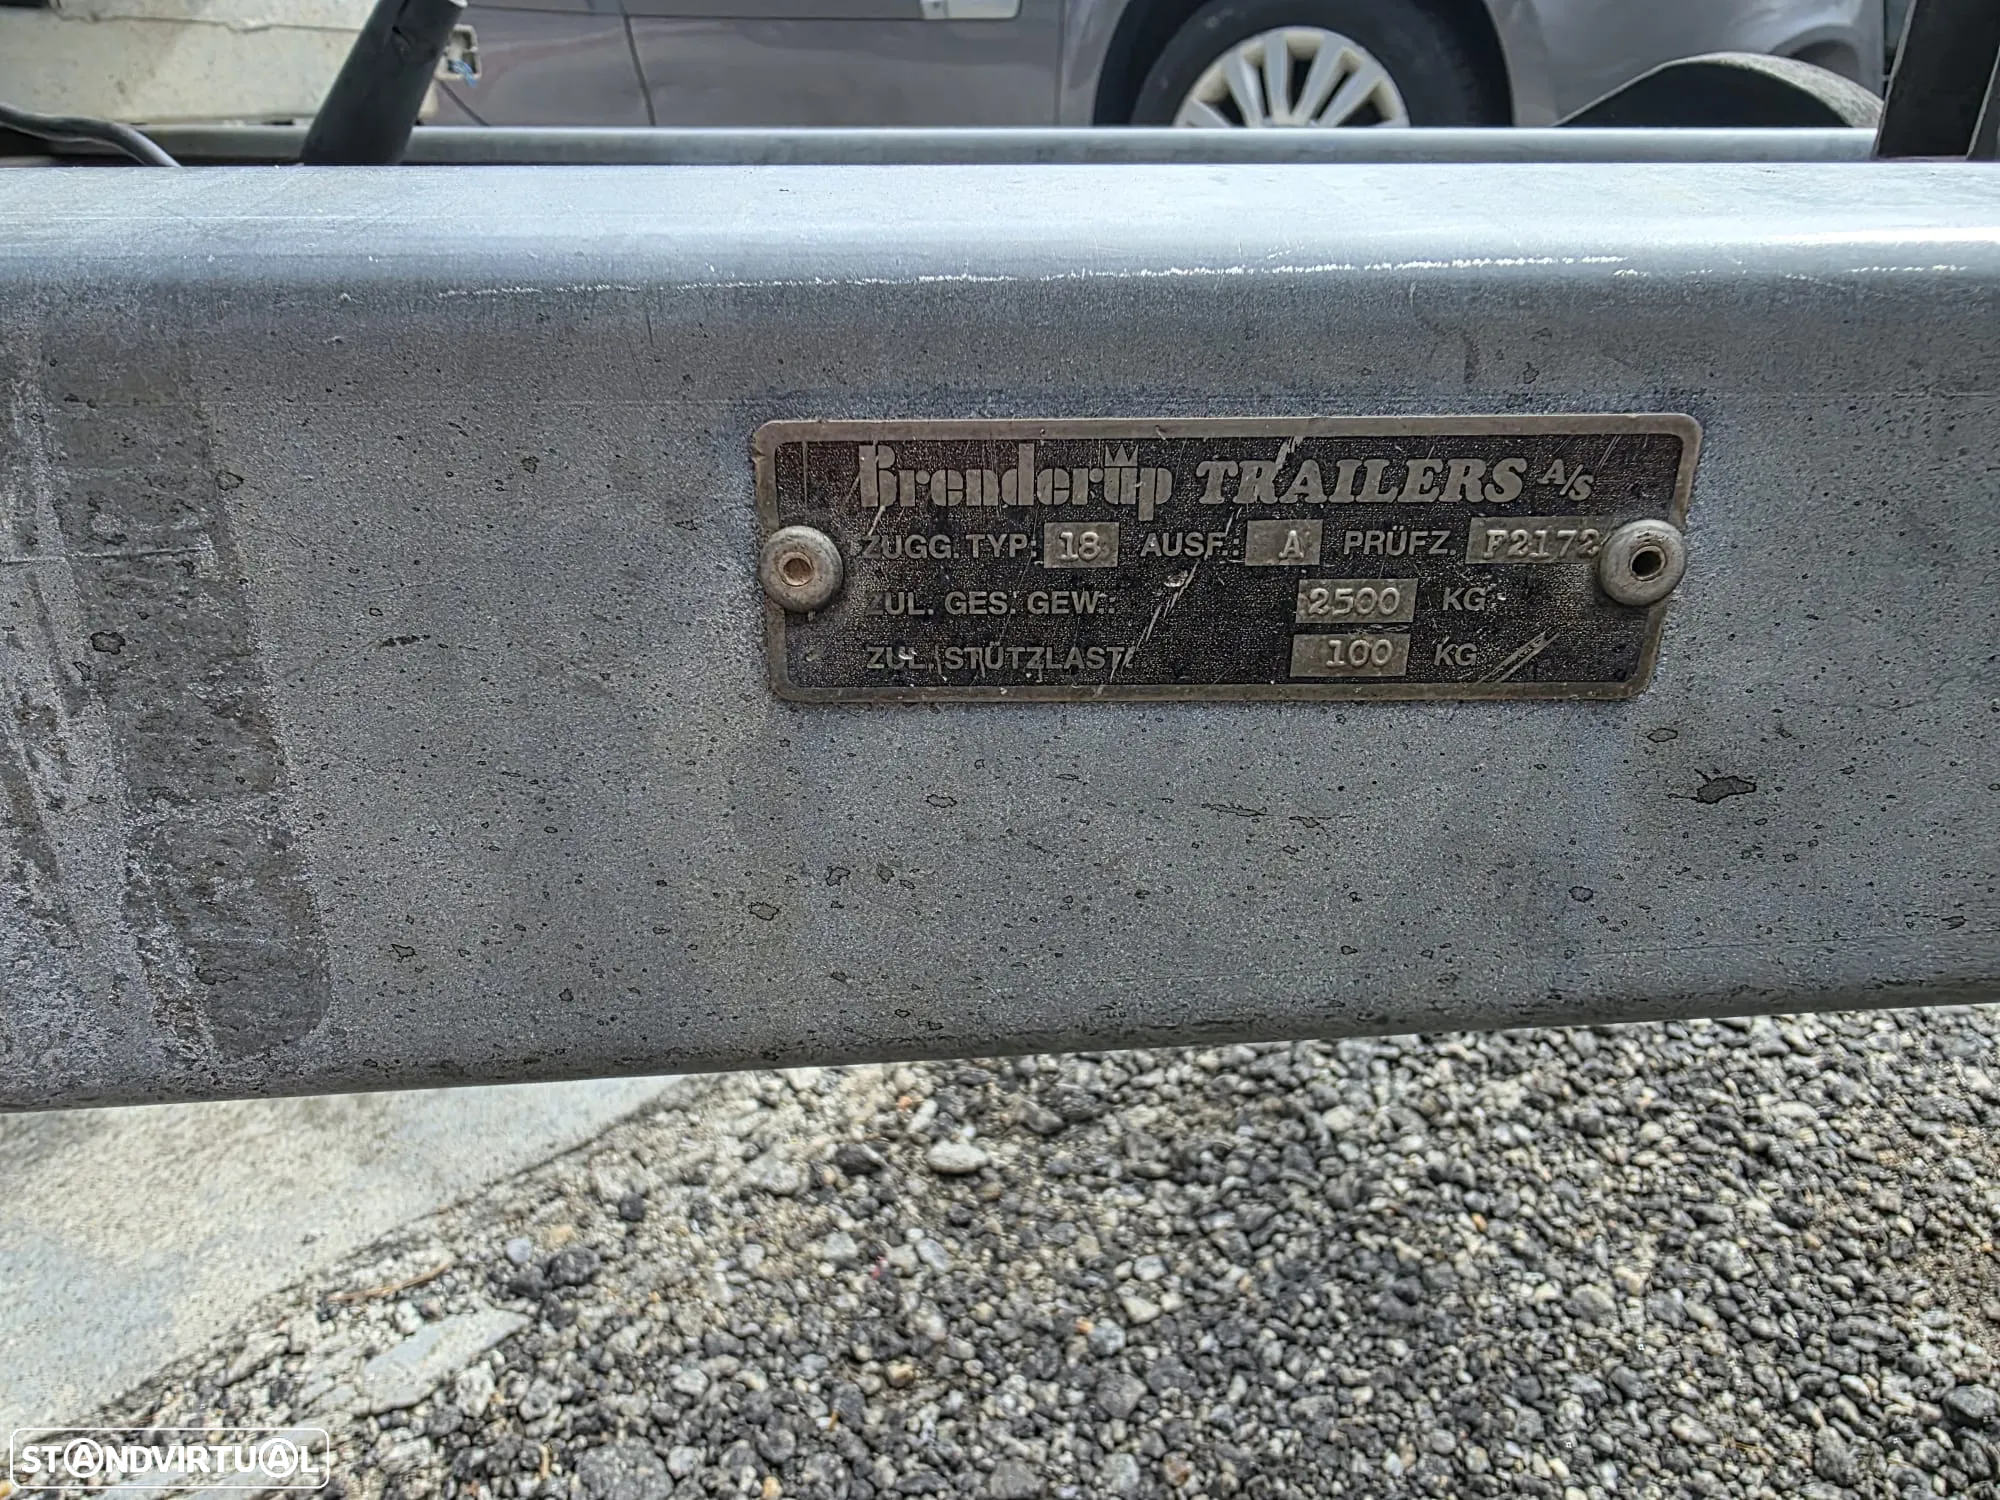 Brenderup TRAILERS A/S
ZUGG. TYP: 18 AUSF.: A PRÜFZ. F2172
ZUL. GES. GEW.: 2500 KG
ZUL. STÜTZLAST: 100 KG
STANDVIRTUAL